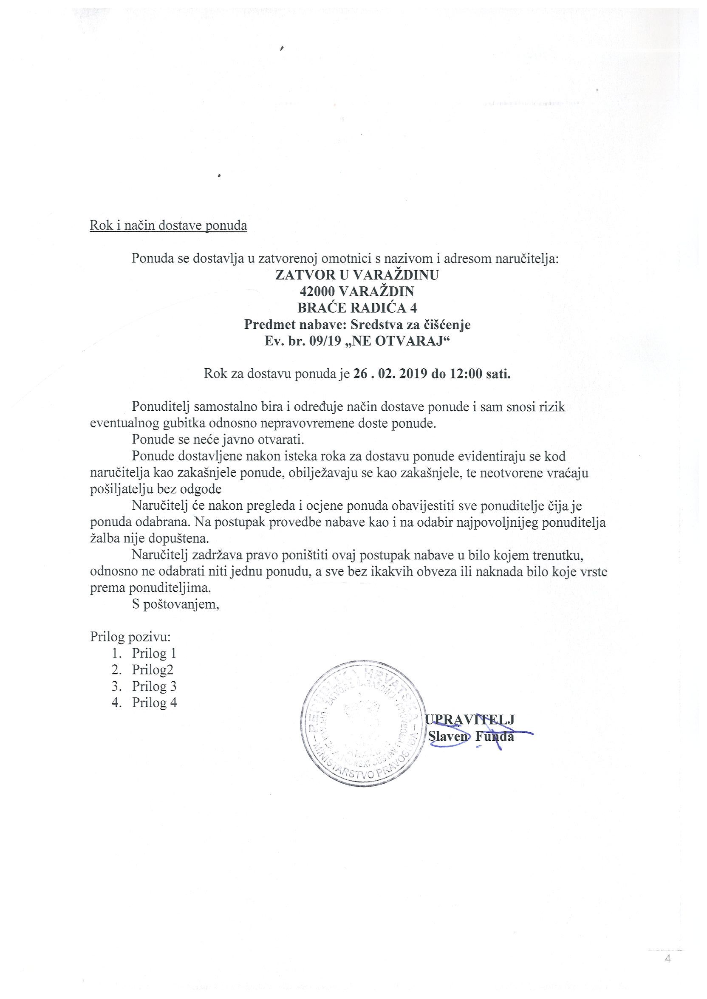 Rok i način dostave ponuda
Ponuda se dostavlja u zatvorenoj omotnici s nazivom i adresom naručitelja:
ZATVOR U VARAŽDINU
42000 VARAŽDIN
BRAĆE RADIĆA 4
Predmet nabave: Sredstva za čišćenje
Ev. br. 09/19 „NE OTVARAJ“
Rok za dostavu ponuda je 26 . 02. 2019 do 12:00 sati.
Ponuditelj samostalno bira i određuje način dostave ponude i sam snosi rizik
eventualnog gubitka odnosno nepravovremene doste ponude.
Ponude se neće javno otvarati.
Ponude dostavljene nakon isteka roka za dostavu ponude evidentiraju se kod
naručitelja kao zakašnjele ponude, obilježavaju se kao zakašnjele, te neotvorene vraćaju
pošiljatelju bez odgode
Naručitelj će nakon pregleda i ocjene ponuda obavijestiti sve ponuditelje čija je
ponuda odabrana. Na postupak provedbe nabave kao i na odabir najpovoljnijeg ponuditelja
žalba nije dopuštena.
Naručitelj zadržava pravo poništiti ovaj postupak nabave u bilo kojem trenutku,
odnosno ne odabrati niti jednu ponudu, a sve bez ikakvih obveza ili naknada bilo koje vrste
prema ponuditeljima.
S poštovanjem,
Prilog pozivu:
1. Prilog 1
2. Prilog2
3. Prilog 3
4. Prilog 4
REPUBLIKA HRVATSKA
MINISTARSTVO PRAVOSUĐA
UPRAVITELJ
Slaven Funda
4